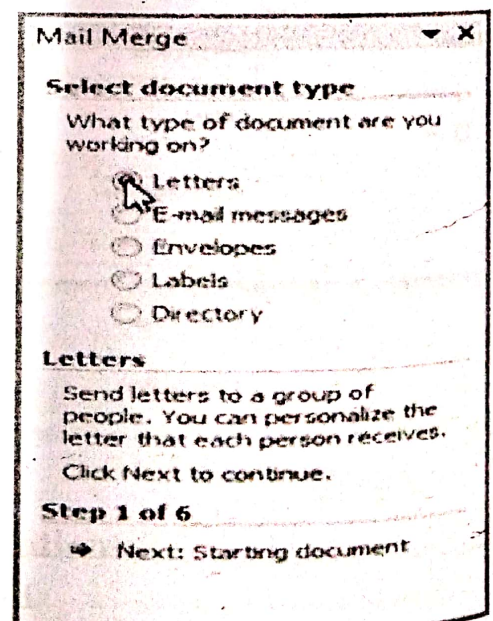 Mail Merge
Select document type
What type of document are you
working on?
Letters
E-mail messages
Envelopes
Labels
Directory
Letters
Send letters to a group of
people. You can personalize the
letter that each person receives.
Click Next to continue.
Step 1 of 6
Next: Starting document